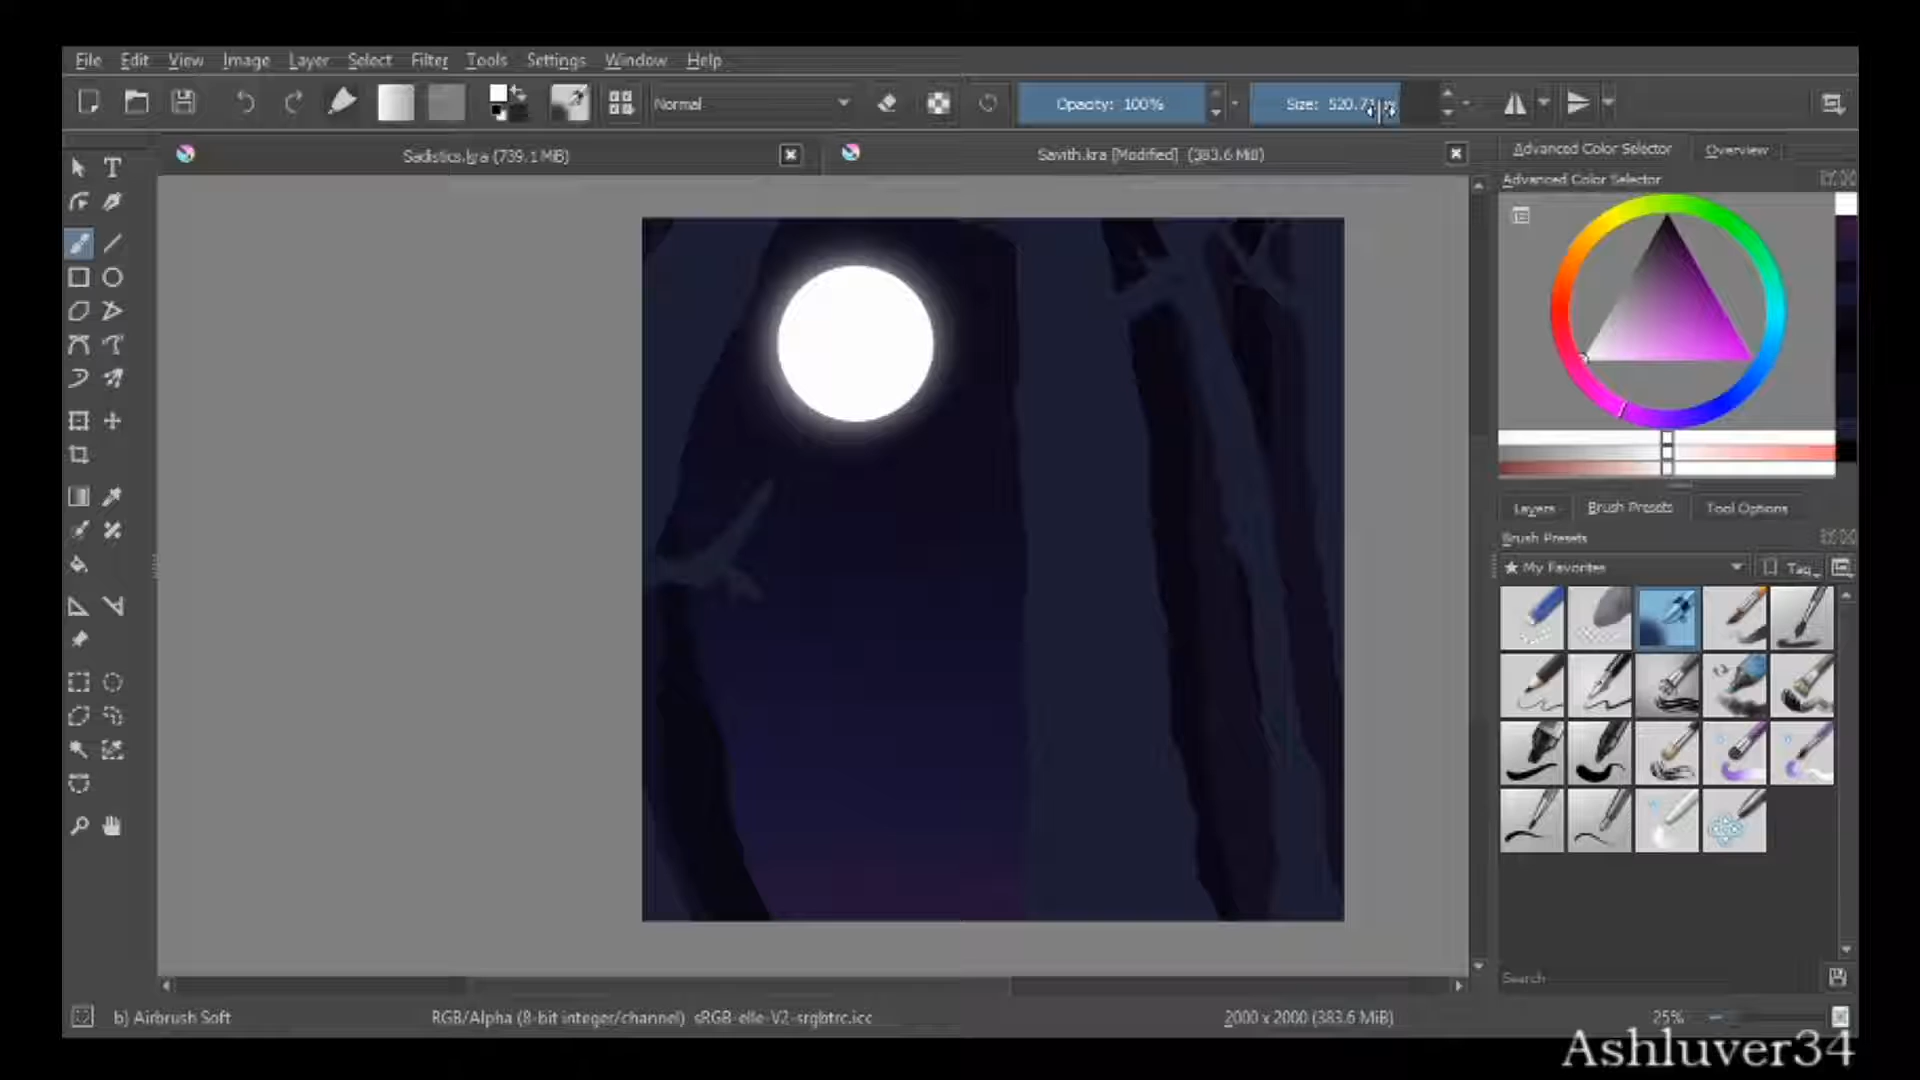 File Edit View Image Layer Select Filter Tools Settings Window Help
Normal
Opacity: 100%
Size: 520.7
Sadistics.kra (739.1 MiB)
Savith.kra [Modified] (383.6 MiB)
Advanced Color Selector
Overview
Advanced Color Selector
Layers
Brush Presets
Tool Options
Brush Presets
My Favorites
Tag
Search
b) Airbrush Soft
RGB/Alpha (8-bit integer/channel) sRGB-elle-V2-srgbtrc.icc
2000 x 2000 (383.6 MiB)
25%
Ashluver34